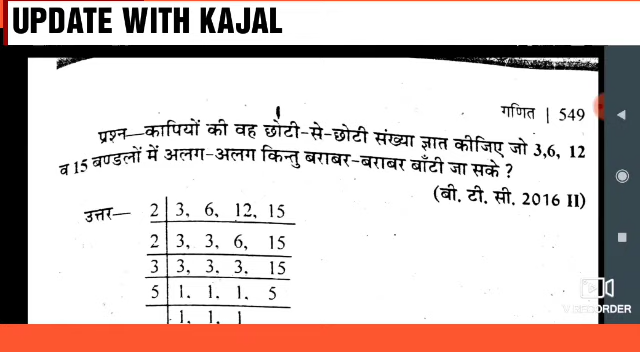 UPDATE WITH KAJAL
गणित | 549
प्रश्न—कापियों की वह छोटी-से-छोटी संख्या ज्ञात कीजिए जो 3,6, 12
व 15 बण्डलों में अलग-अलग किन्तु बराबर-बराबर बाँटी जा सके ?
(बी. टी. सी. 2016 II)
उत्तर— 2 | 3, 6, 12, 15
2 | 3, 3, 6, 15
3 | 3, 3, 3, 15
5 | 1, 1, 1, 5
| 1, 1, 1
V RECORDER